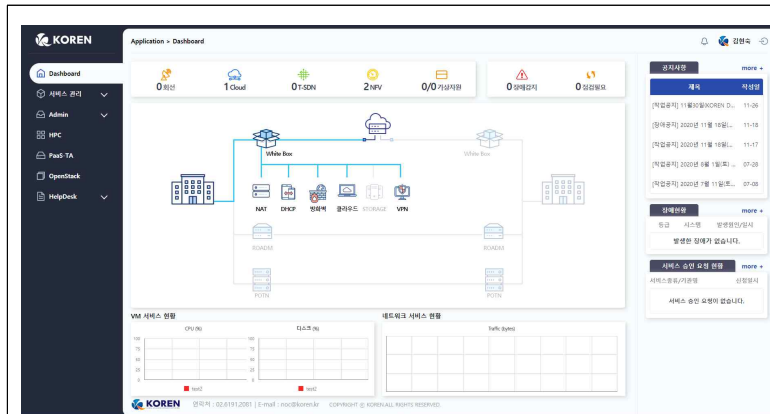 KOREN
Application > Dashboard
김현숙
Dashboard
서비스 관리
Admin
HPC
PaaS-TA
OpenStack
HelpDesk
0 회선
1 Cloud
0 T-SDN
2 NFV
0/0 가상자원
0 장애감지
0 점검필요
White Box
White Box
NAT
DHCP
방화벽
클라우드
STORAGE
VPN
ROADM
ROADM
POTN
POTN
공지사항
more +
제목
작성일
[작업공지] 11월30일(KOREN D...
11-26
[장애공지] 2020년 11월 18일(...
11-18
[작업공지] 2020년 11월 18일(...
11-17
[작업공지] 2020년 8월 1일(토) ...
07-28
[작업공지] 2020년 7월 11일(토...
07-08
장애현황
more +
등급
시스템
발생원인/일시
발생한 장애가 없습니다.
서비스 승인 요청 현황
more +
서비스종류/기관명
신청일시
서비스 승인 요청이 없습니다.
VM 서비스 현황
CPU (%)
100
75
50
25
0
test2
디스크 (%)
100
75
50
25
0
test2
네트워크 서비스 현황
Traffic (bytes)
KOREN
연락처 : 02.6191.2081 | E-mail : noc@koren.kr
COPYRIGHT ⓒ KOREN ALL RIGHTS RESERVED.